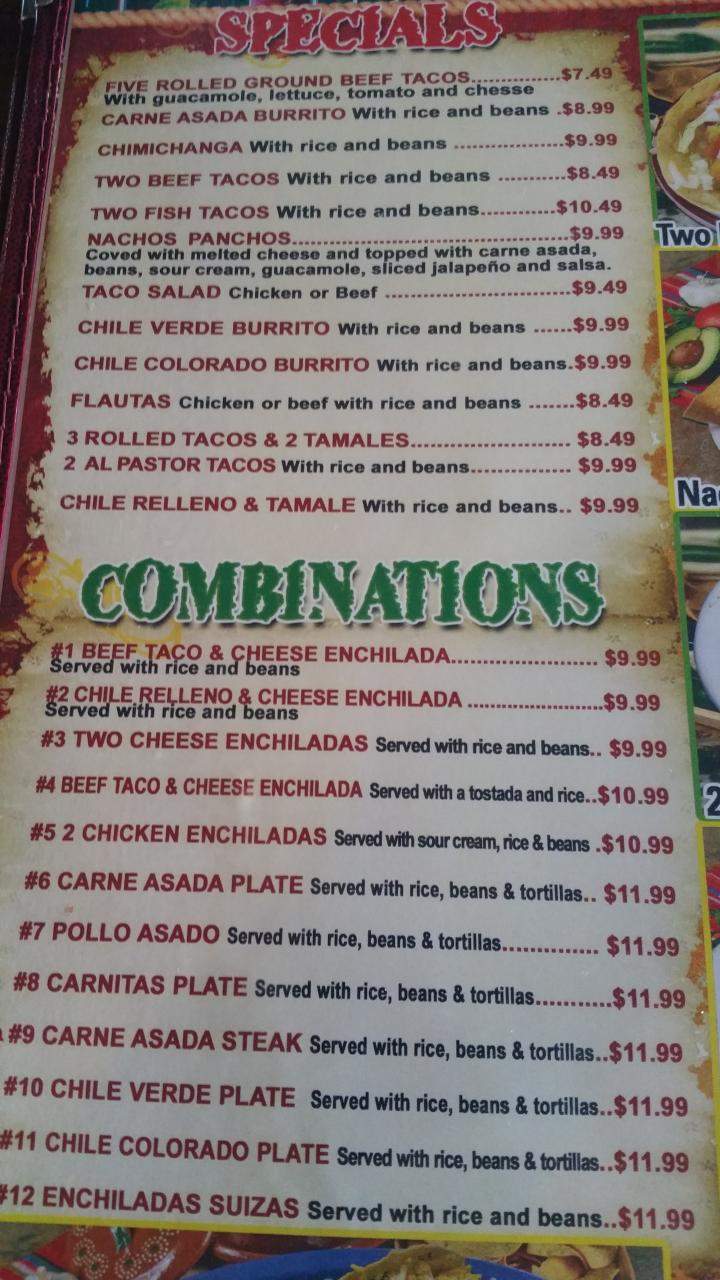 SPECIALS
FIVE ROLLED GROUND BEEF TACOS..............$7.49
With guacamole, lettuce, tomato and chesse
CARNE ASADA BURRITO With rice and beans .$8.99
CHIMICHANGA With rice and beans ..................$9.99
TWO BEEF TACOS With rice and beans ...........$8.49
TWO FISH TACOS With rice and beans............$10.49
NACHOS PANCHOS.............................................$9.99
Coved with melted cheese and topped with carne asada,
beans, sour cream, guacamole, sliced jalapeño and salsa.
TACO SALAD Chicken or Beef ..............................$9.49
CHILE VERDE BURRITO With rice and beans ......$9.99
CHILE COLORADO BURRITO With rice and beans.$9.99
FLAUTAS Chicken or beef with rice and beans .......$8.49
3 ROLLED TACOS & 2 TAMALES......................... $8.49
2 AL PASTOR TACOS With rice and beans................ $9.99
CHILE RELLENO & TAMALE With rice and beans.. $9.99
COMBINATIONS
#1 BEEF TACO & CHEESE ENCHILADA........................ $9.99
Served with rice and beans
#2 CHILE RELLENO & CHEESE ENCHILADA ......................$9.99
Served with rice and beans
#3 TWO CHEESE ENCHILADAS Served with rice and beans.. $9.99
#4 BEEF TACO & CHEESE ENCHILADA Served with a tostada and rice..$10.99
#5 2 CHICKEN ENCHILADAS Served with sour cream, rice & beans .$10.99
#6 CARNE ASADA PLATE Served with rice, beans & tortillas.. $11.99
#7 POLLO ASADO Served with rice, beans & tortillas............... $11.99
#8 CARNITAS PLATE Served with rice, beans & tortillas...........$11.99
#9 CARNE ASADA STEAK Served with rice, beans & tortillas..$11.99
#10 CHILE VERDE PLATE Served with rice, beans & tortillas..$11.99
#11 CHILE COLORADO PLATE Served with rice, beans & tortillas..$11.99
#12 ENCHILADAS SUIZAS Served with rice and beans..$11.99
Two
Na
2